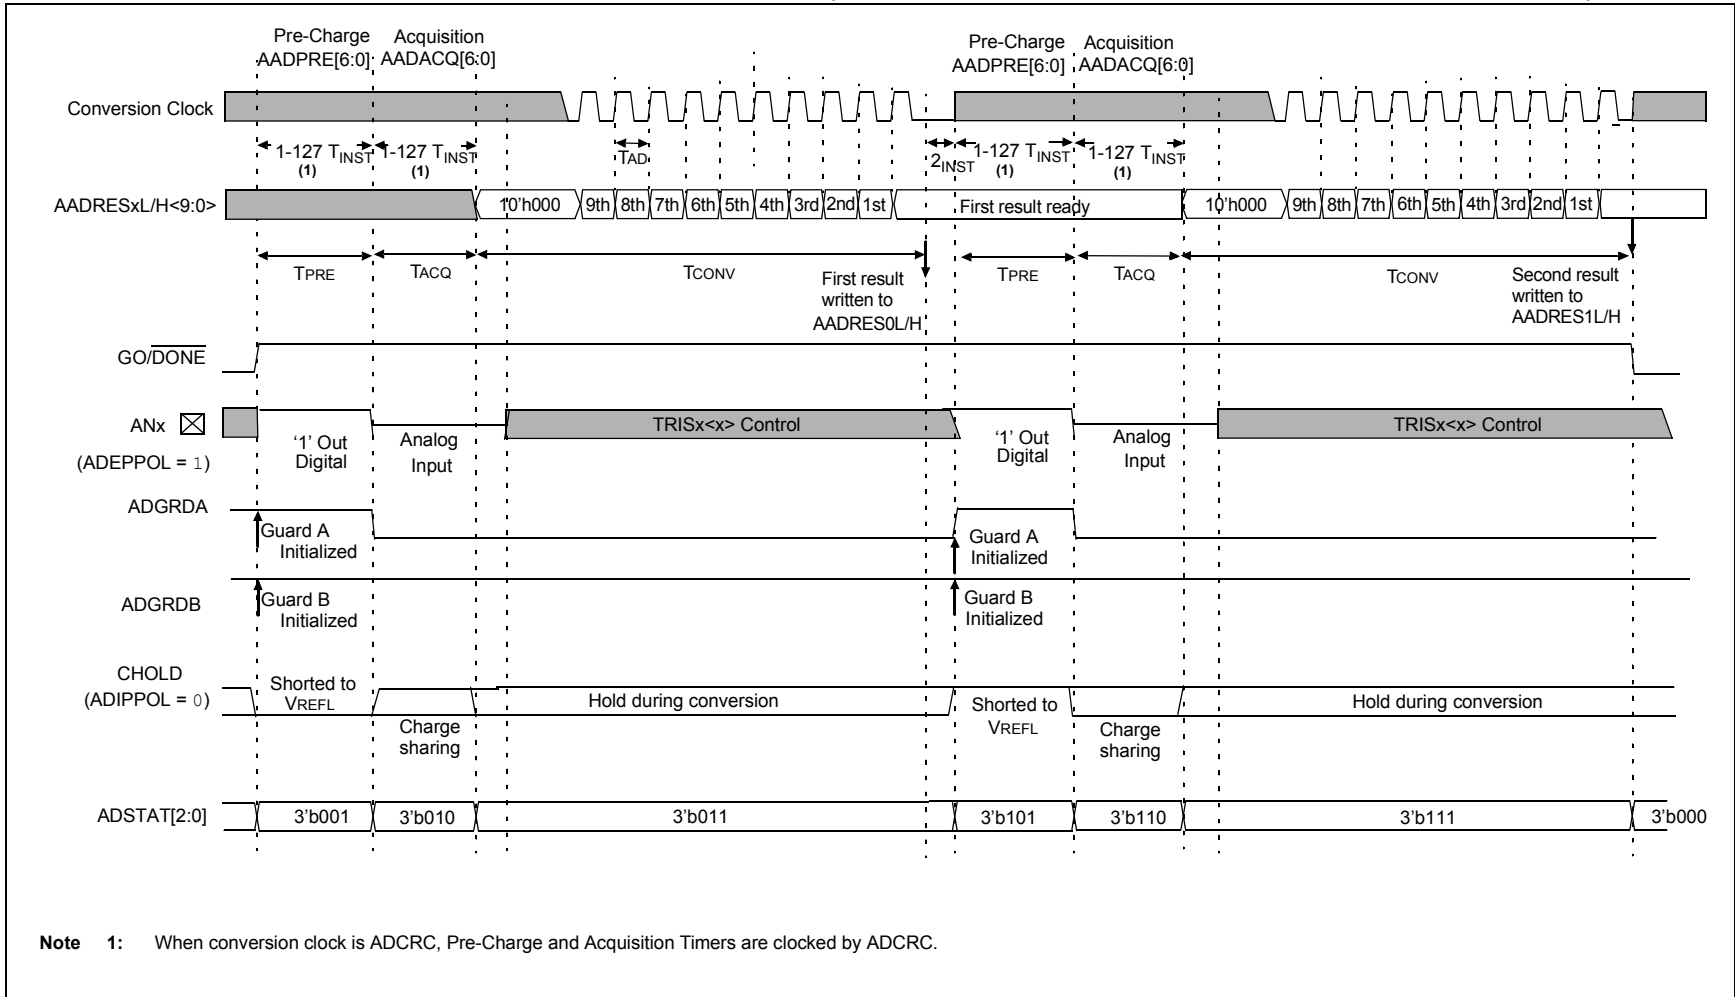 Pre-Charge Acquisition Pre-Charge Acquisition
AADPRE[6:0] AADACQ[6:0] AADPRE[6:0] AADACQ[6:0]
Conversion Clock
1-127 TINST 1-127 TINST TAD 2INST 1-127 TINST 1-127 TINST
(1) (1) (1) (1)
AADRESxL/H<9:0> 10'h000 9th 8th 7th 6th 5th 4th 3rd 2nd 1st First result ready 10'h000 9th 8th 7th 6th 5th 4th 3rd 2nd 1st
TPRE TACQ TCONV TPRE TACQ TCONV
First result
written to
AADRES0L/H
Second result
written to
AADRES1L/H
GO/DONE
ANx TRISx<x> Control TRISx<x> Control
'1' Out
Digital
Analog
Input
'1' Out
Digital
Analog
Input
(ADEPPOL = 1)
ADGRDA
Guard A
Initialized
Guard A
Initialized
ADGRDB
Guard B
Initialized
Guard B
Initialized
CHOLD
(ADIPPOL = 0)
Shorted to
VREFL
Charge
sharing
Hold during conversion
Shorted to
VREFL
Charge
sharing
Hold during conversion
ADSTAT[2:0] 3'b001 3'b010 3'b011 3'b101 3'b110 3'b111 3'b000
Note 1: When conversion clock is ADCRC, Pre-Charge and Acquisition Timers are clocked by ADCRC.